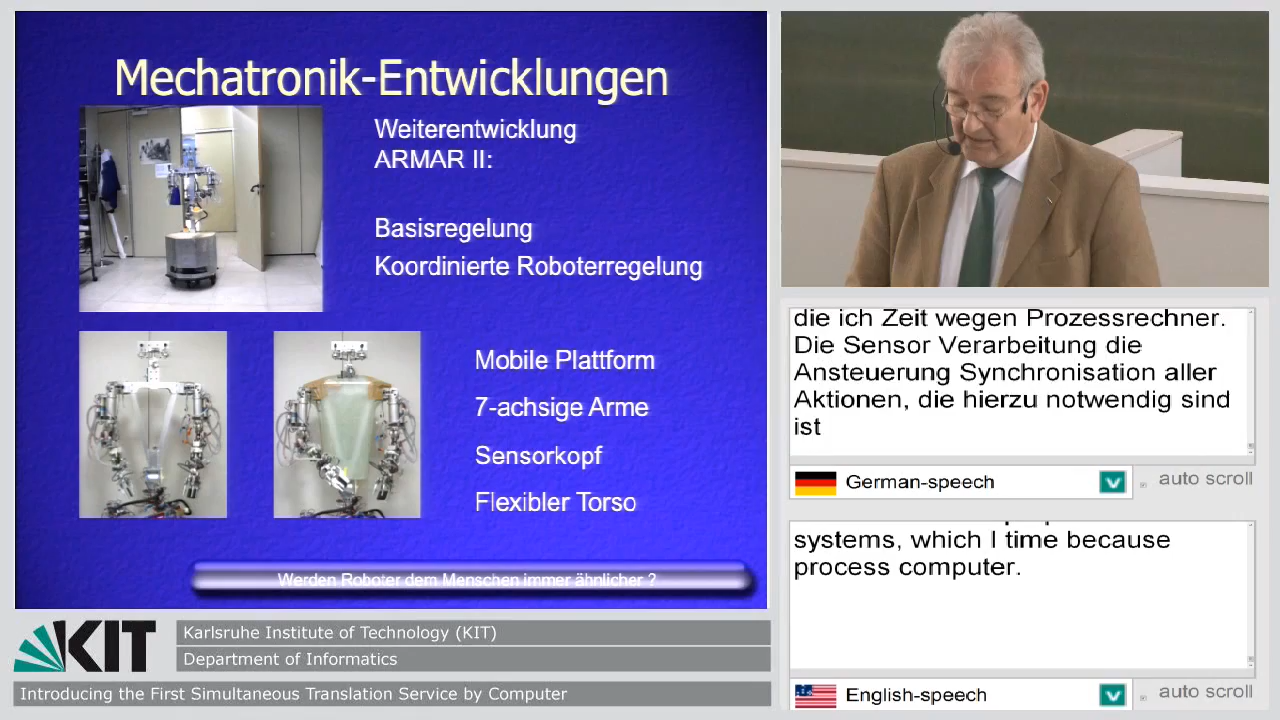 Mechatronik-Entwicklungen
Weiterentwicklung
ARMAR II:
Basisregelung
Koordinierte Roboterregelung
Mobile Plattform
7-achsige Arme
Sensorkopf
Flexibler Torso
Werden Roboter dem Menschen immer ähnlicher ?
die ich Zeit wegen Prozessrechner.
Die Sensor Verarbeitung die
Ansteuerung Synchronisation aller
Aktionen, die hierzu notwendig sind
ist
German-speech
auto scroll
systems, which I time because
process computer.
English-speech
auto scroll
KIT
Karlsruhe Institute of Technology (KIT)
Department of Informatics
Introducing the First Simultaneous Translation Service by Computer